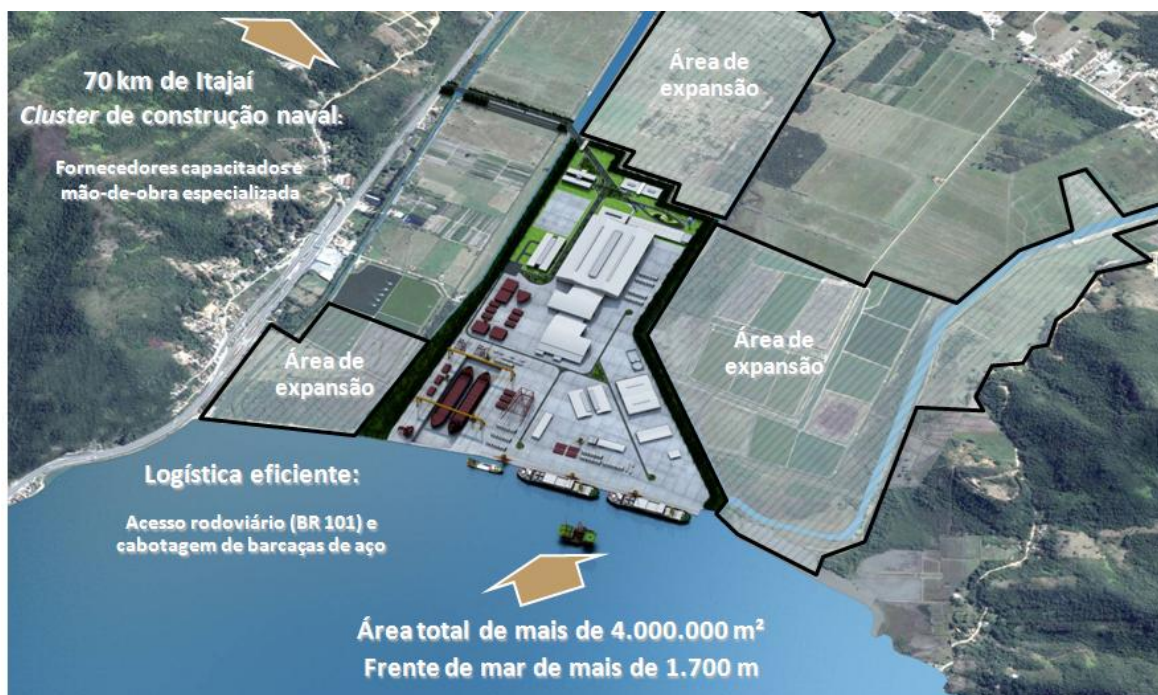 70 km de Itajaí
Cluster de construção naval:
Fornecedores capacitados e
mão-de-obra especializada
Área de
expansão
Área de
expansão
Área de
expansão
Logística eficiente:
Acesso rodoviário (BR 101) e
cabotagem de barcaças de aço
Área total de mais de 4.000.000 m²
Frente de mar de mais de 1.700 m